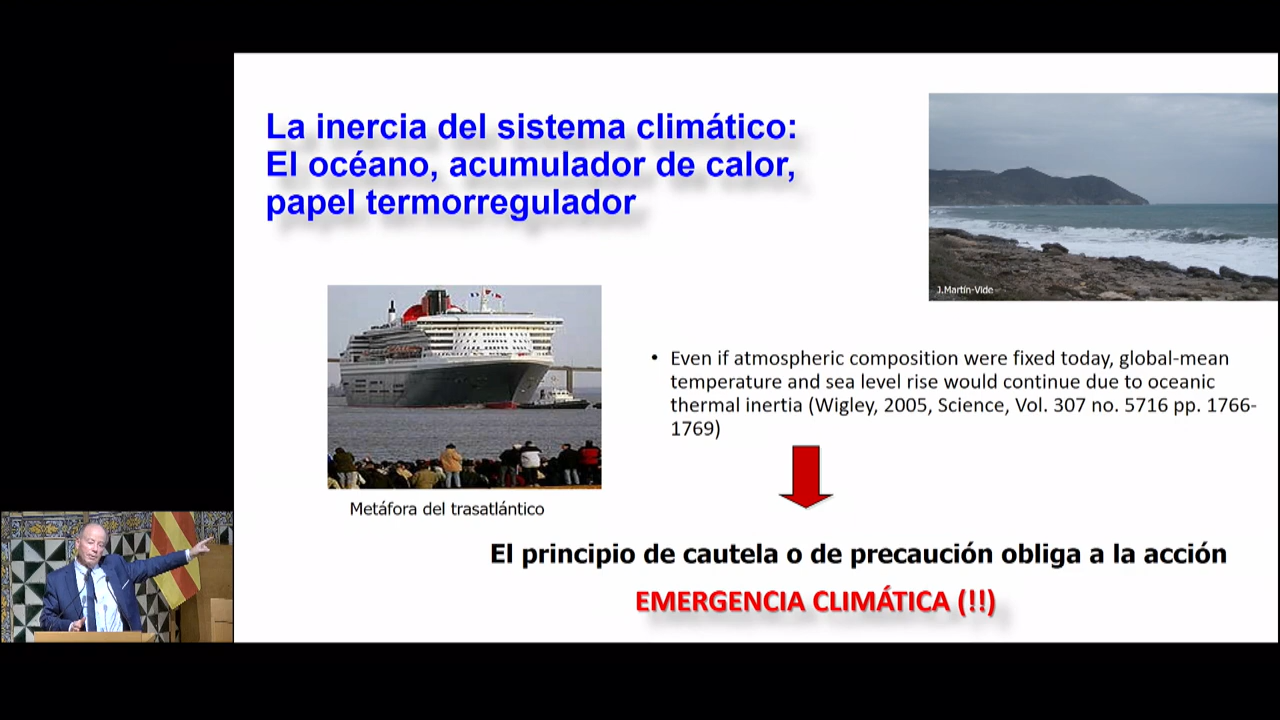 La inercia del sistema climático:
El océano, acumulador de calor,
papel termorregulador
J.Martín-Vide
• Even if atmospheric composition were fixed today, global-mean
temperature and sea level rise would continue due to oceanic
thermal inertia (Wigley, 2005, Science, Vol. 307 no. 5716 pp. 1766-
1769)
Metáfora del trasatlántico
El principio de cautela o de precaución obliga a la acción
EMERGENCIA CLIMÁTICA (!!)